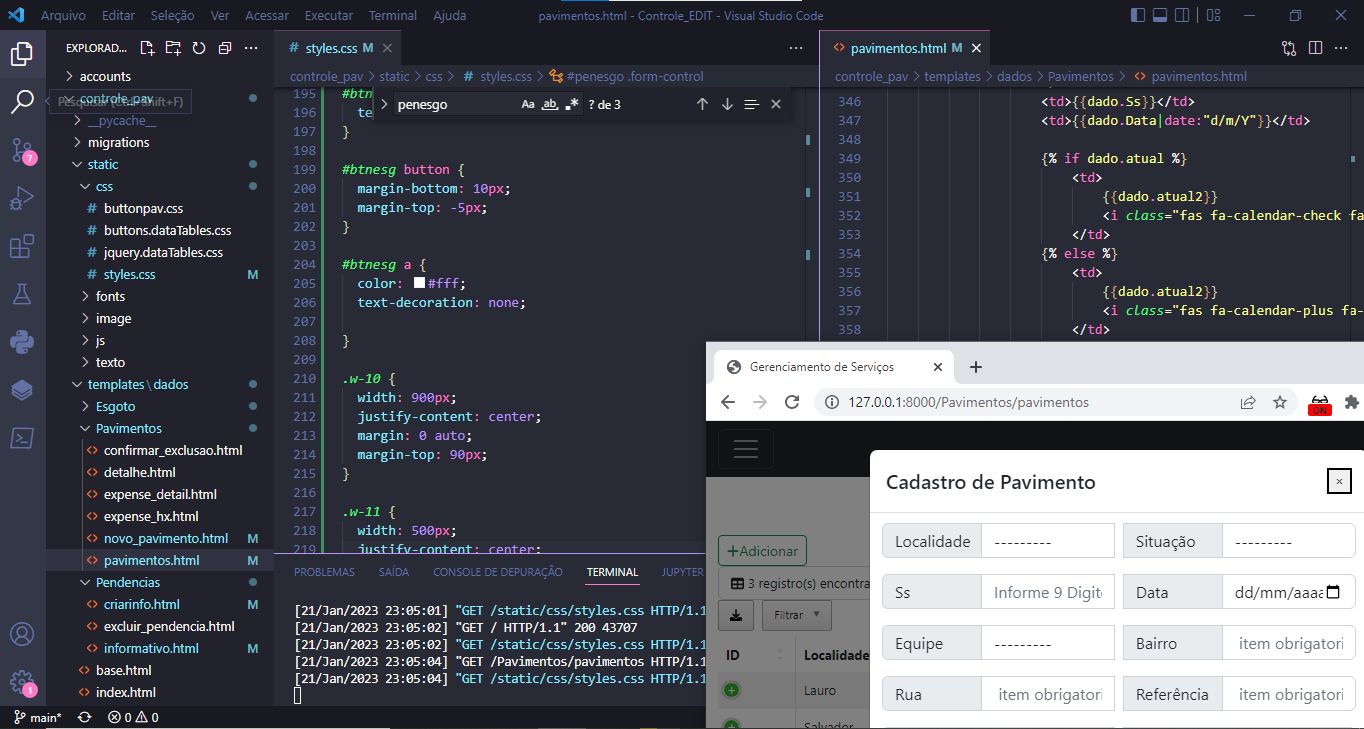 Arquivo Editar Seleção Ver Acessar Executar Terminal Ajuda pavimentos.html - Controle_EDIT - Visual Studio Code
EXPLORAD...
accounts
controle_pav
Pesquisar (Ctrl+Shift+F)
__pycache__
migrations
static
css
buttonpav.css
buttons.dataTables.css
jquery.dataTables.css
styles.css M
fonts
image
js
texto
templates\dados
Esgoto
Pavimentos
confirmar_exclusao.html
detalhe.html
expense_detail.html
expense_hx.html
novo_pavimento.html M
pavimentos.html M
Pendencias
criarinfo.html M
excluir_pendencia.html
informativo.html M
base.html
index.html
7
1
main* 0 0
styles.css M
controle_pav > static > css > # styles.css > #penesgo .form-control
penesgo Aa ab .* ? de 3
195 #btn
196 te
197 }
198
199 #btnesg button {
200 margin-bottom: 10px;
201 margin-top: -5px;
202 }
203
204 #btnesg a {
205 color: #fff;
206 text-decoration: none;
207
208 }
209
210 .w-10 {
211 width: 900px;
212 justify-content: center;
213 margin: 0 auto;
214 margin-top: 90px;
215 }
216
217 .w-11 {
218 width: 500px;
219 justify-content: center;
pavimentos.html M
controle_pav > templates > dados > Pavimentos > <> pavimentos.html
346 <td>{{dado.Ss}}</td>
347 <td>{{dado.Data|date:"d/m/Y"}}</td>
348
349 {% if dado.atual %}
350 <td>
351 {{dado.atual2}}
352 <i class="fas fa-calendar-check fa
353 </td>
354 {% else %}
355 <td>
356 {{dado.atual2}}
357 <i class="fas fa-calendar-plus fa-
358 </td>
PROBLEMAS SAÍDA CONSOLE DE DEPURAÇÃO TERMINAL JUPYTER
[21/Jan/2023 23:05:01] "GET /static/css/styles.css HTTP/1.1
[21/Jan/2023 23:05:02] "GET / HTTP/1.1" 200 43707
[21/Jan/2023 23:05:02] "GET /static/css/styles.css HTTP/1.1
[21/Jan/2023 23:05:04] "GET /Pavimentos/pavimentos HTTP/1.1
[21/Jan/2023 23:05:04] "GET /static/css/styles.css HTTP/1.1
Gerenciamento de Serviços
127.0.0.1:8000/Pavimentos/pavimentos
ON
+Adicionar
3 registro(s) encontra
Filtrar
ID Localidade
Lauro
Salvador
Cadastro de Pavimento ×
Localidade --------- Situação ---------
Ss Informe 9 Digit Data dd/mm/aaaa
Equipe --------- Bairro item obrigatori
Rua item obrigatori Referência item obrigatori